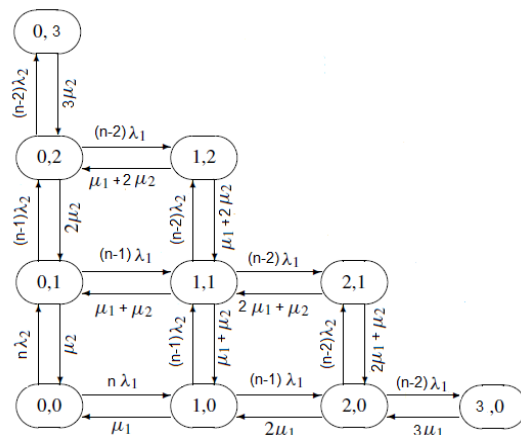 0, 3
(n-2)λ₂
3μ₂
(n-2) λ₁
0,2
1,2
μ₁ + 2 μ₂
(n-1)λ₂
2μ₂
(n-2)λ₂
μ₁ + 2μ₂
(n-1) λ₁
(n-2)λ₁
0,1
1,1
2,1
μ₁ + μ₂
2 μ₁ + μ₂
nλ₂
μ₂
(n-1)λ₂
μ₁ + μ₂
(n-2)λ₂
2μ₁ + μ₂
n λ₁
(n-1) λ₁
(n-2)λ₁
0,0
1,0
2,0
3 ,0
μ₁
2μ₁
3μ₁